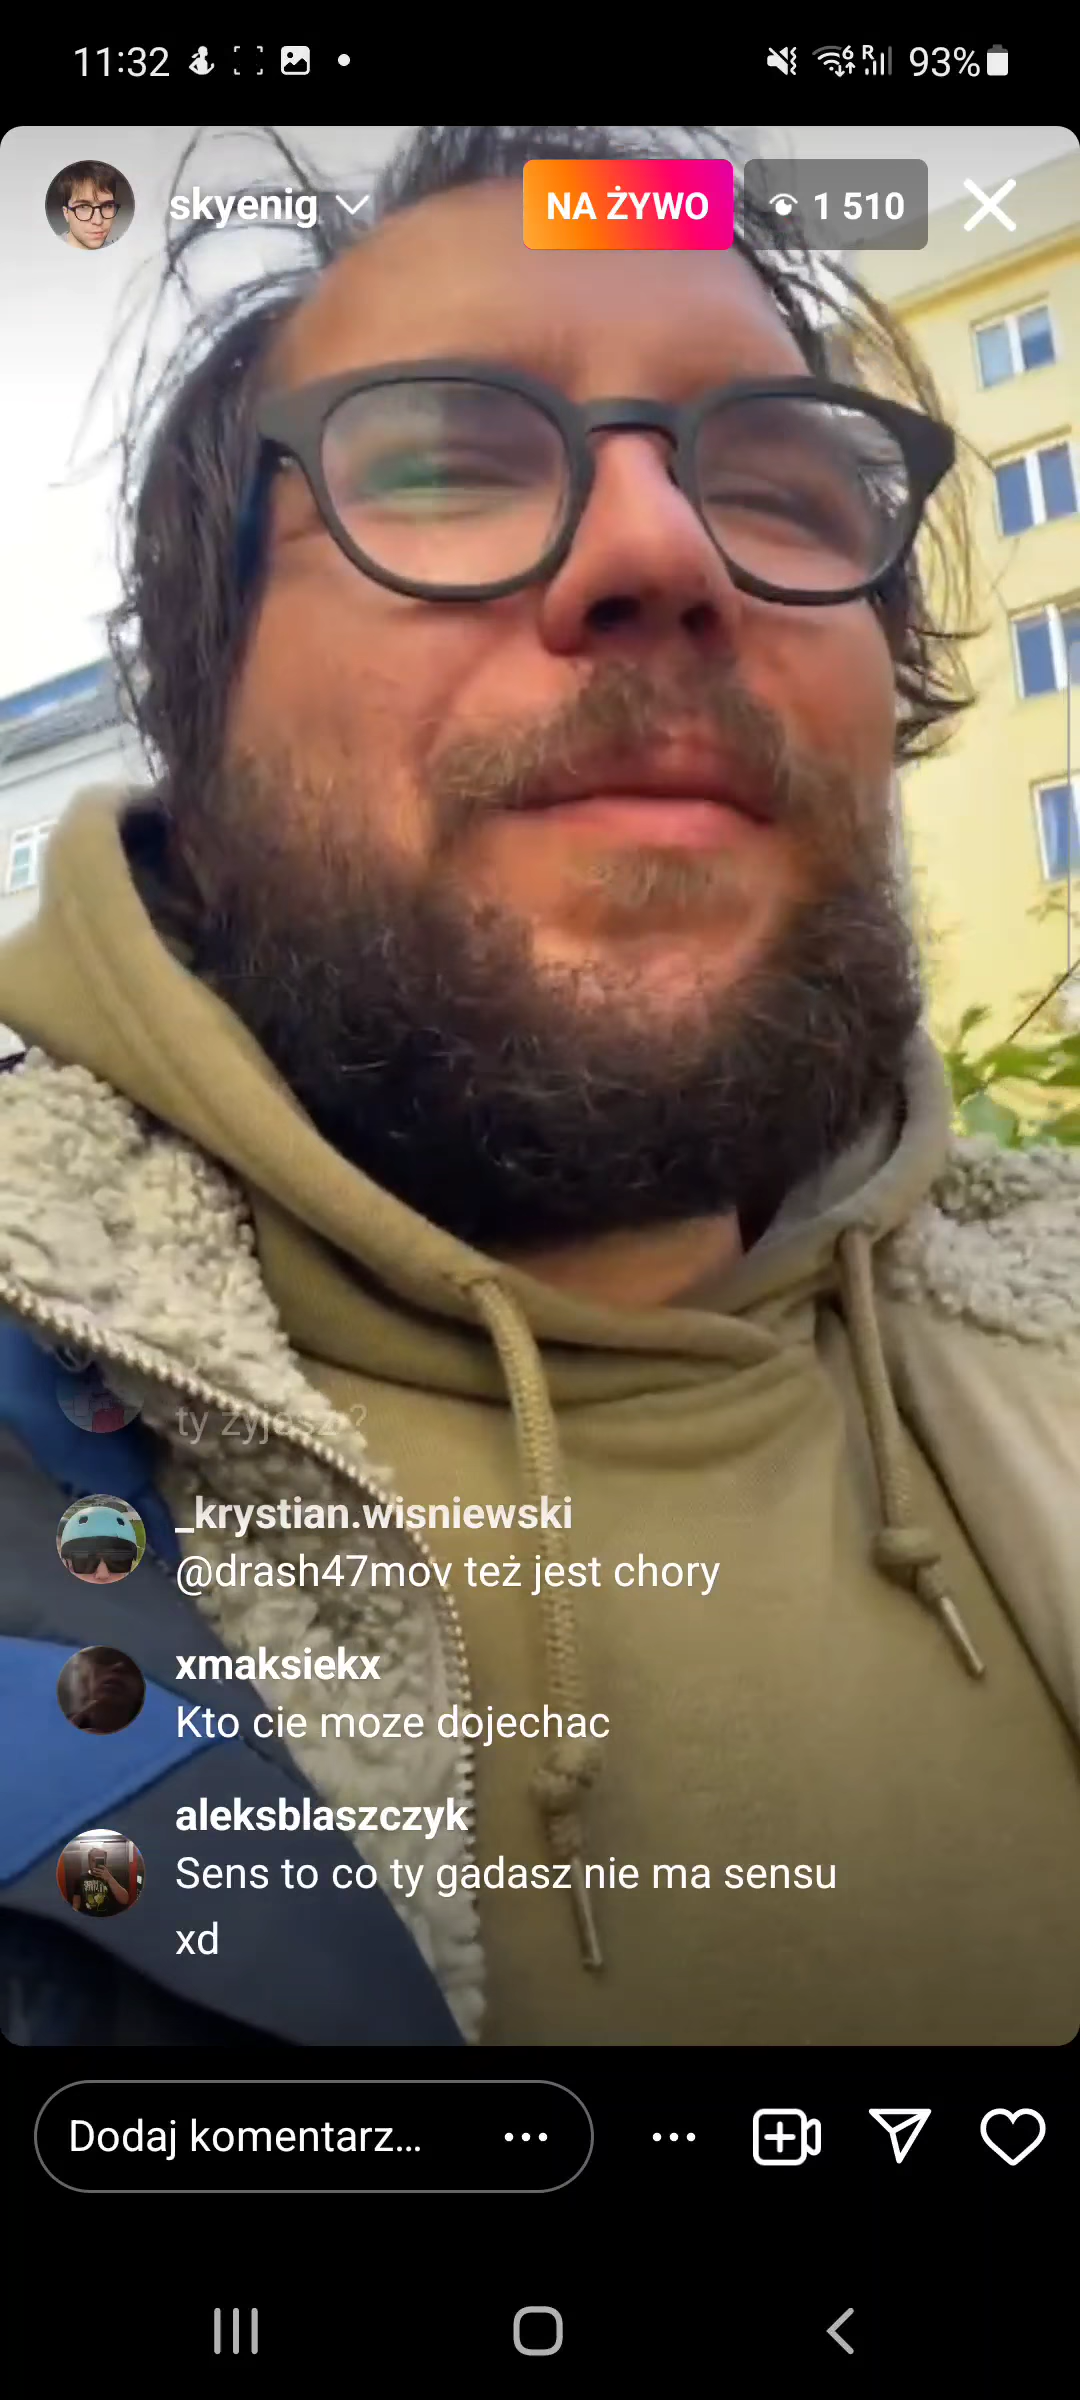 11:32
6 R 93%
skyenig NA ŻYWO 1 510
ty żyjesz ?
_krystian.wisniewski
@drash47mov też jest chory
xmaksiekx
Kto cie moze dojechac
aleksblaszczyk
Sens to co ty gadasz nie ma sensu
xd
Dodaj komentarz...